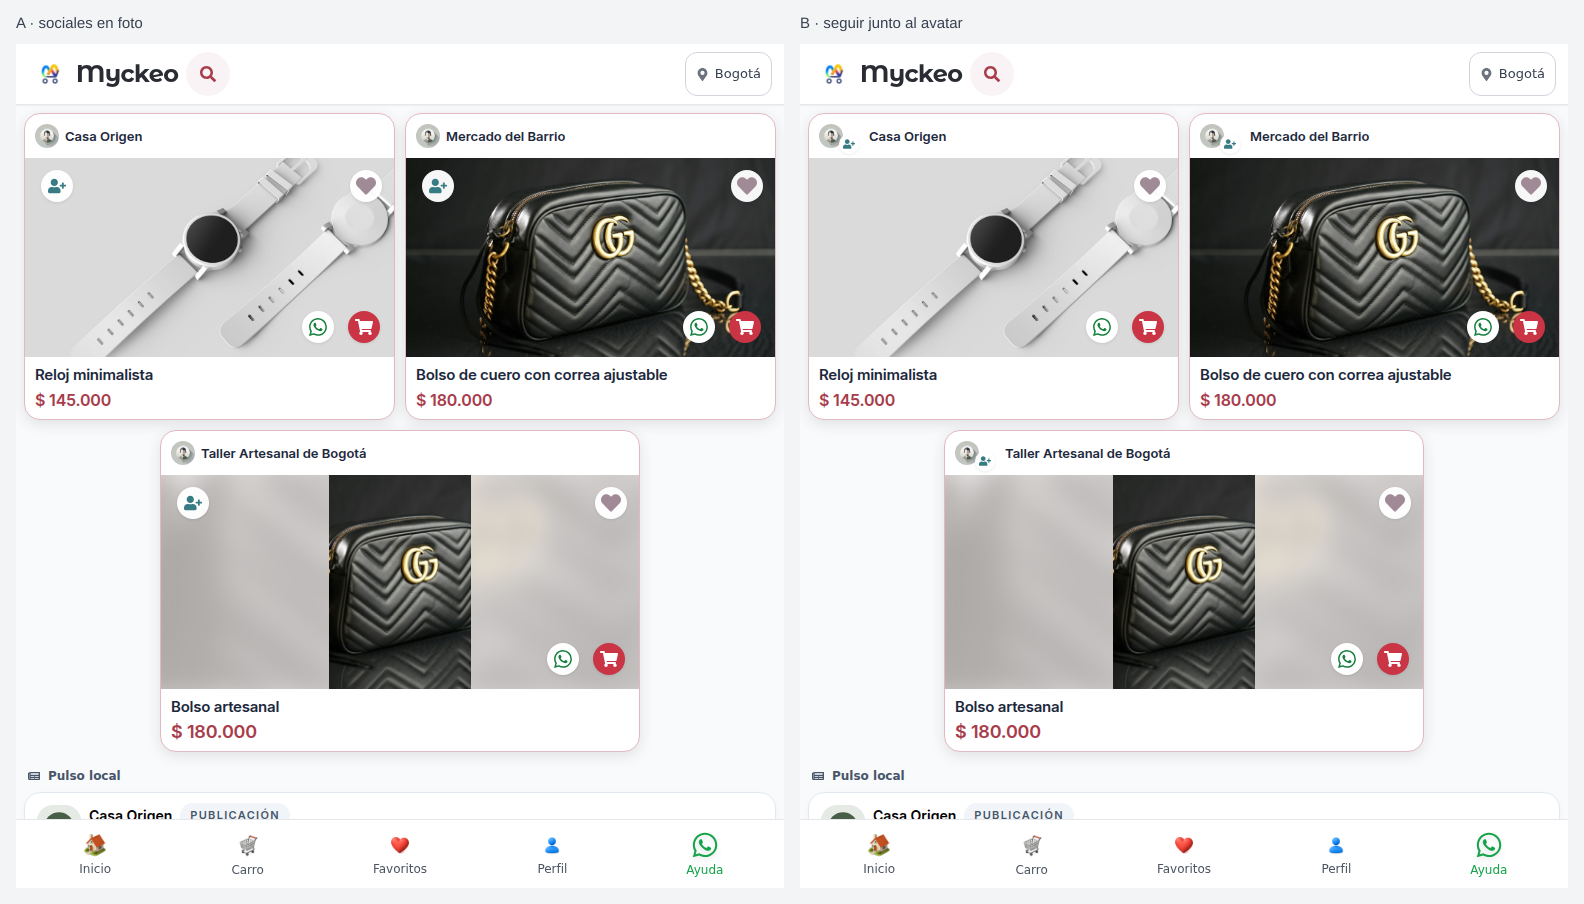 A · sociales en foto
Myckeo
Bogotá
Casa Origen
Mercado del Barrio
Reloj minimalista
$ 145.000
Bolso de cuero con correa ajustable
$ 180.000
Taller Artesanal de Bogotá
Bolso artesanal
$ 180.000
Pulso local
Casa Origen
PUBLICACIÓN
Inicio
Carro
Favoritos
Perfil
Ayuda
B · seguir junto al avatar
Myckeo
Bogotá
Casa Origen
Mercado del Barrio
Reloj minimalista
$ 145.000
Bolso de cuero con correa ajustable
$ 180.000
Taller Artesanal de Bogotá
Bolso artesanal
$ 180.000
Pulso local
Casa Origen
PUBLICACIÓN
Inicio
Carro
Favoritos
Perfil
Ayuda